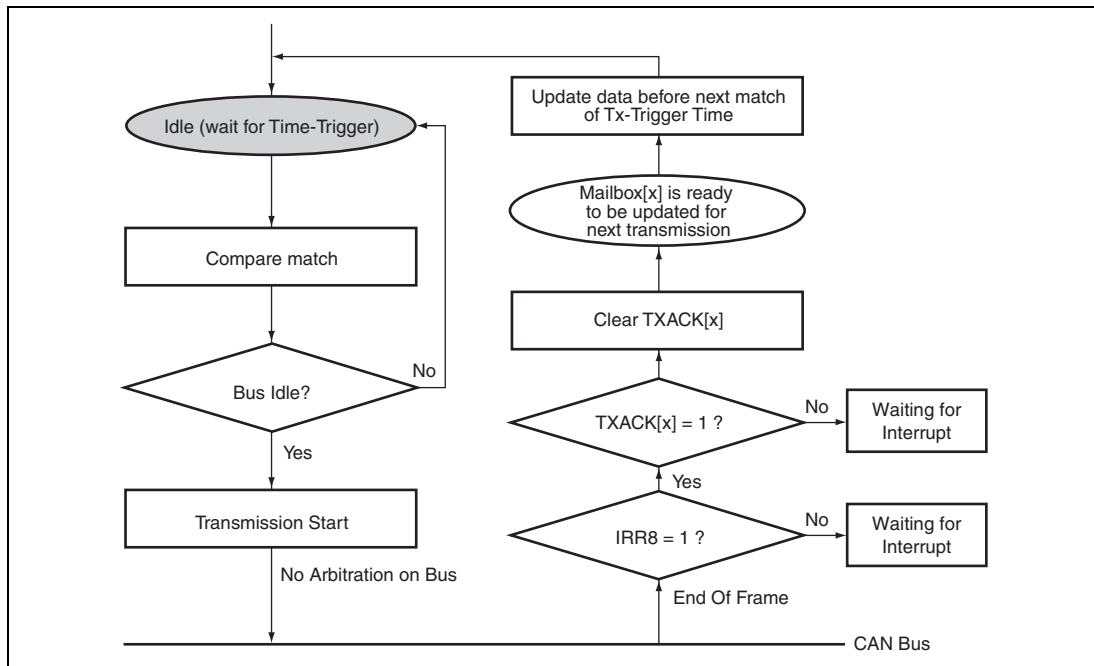 Idle (wait for Time-Trigger)
Compare match
Bus Idle?
No
Yes
Transmission Start
No Arbitration on Bus
Update data before next match
of Tx-Trigger Time
Mailbox[x] is ready
to be updated for
next transmission
Clear TXACK[x]
TXACK[x] = 1 ?
No
Waiting for
Interrupt
Yes
IRR8 = 1 ?
No
Waiting for
Interrupt
End Of Frame
CAN Bus